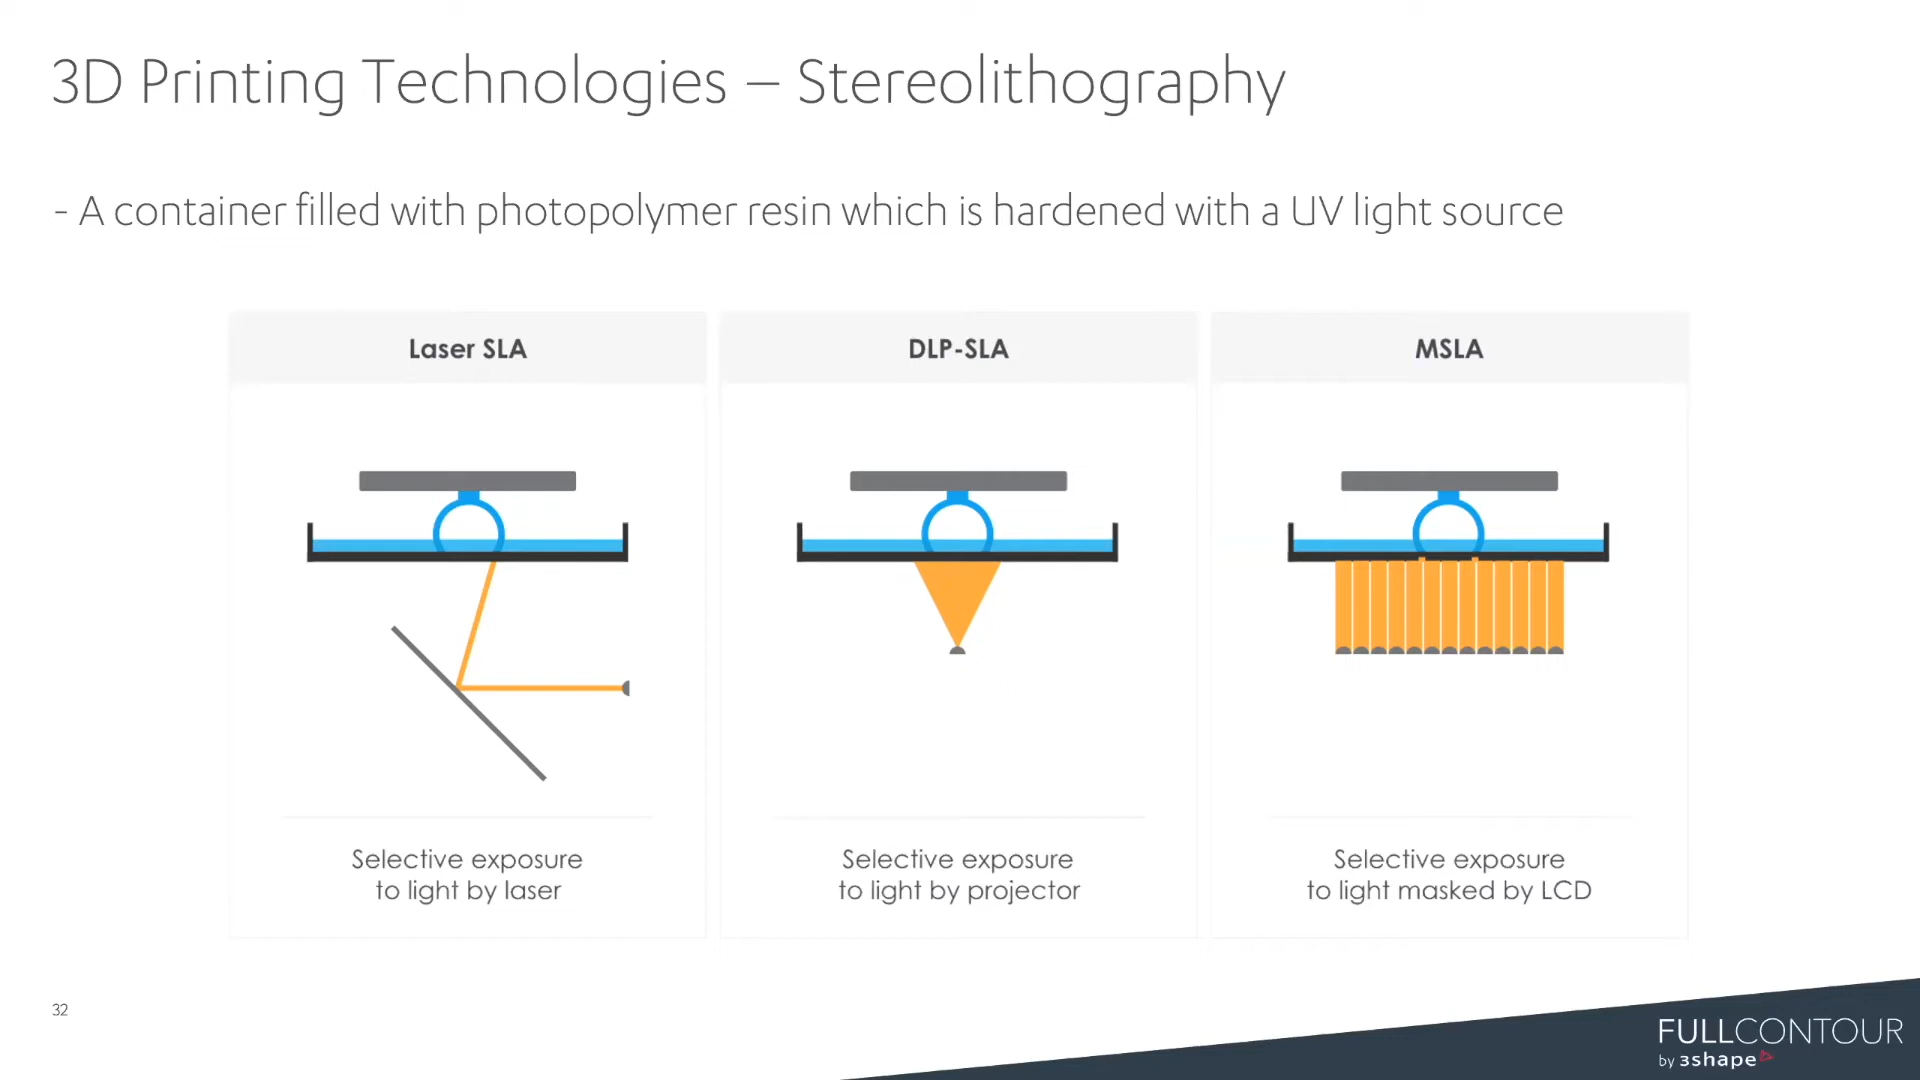 3D Printing Technologies – Stereolithography
- A container filled with photopolymer resin which is hardened with a UV light source
Laser SLA
Selective exposure
to light by laser
DLP-SLA
Selective exposure
to light by projector
MSLA
Selective exposure
to light masked by LCD
32
FULLCONTOUR
by 3shape